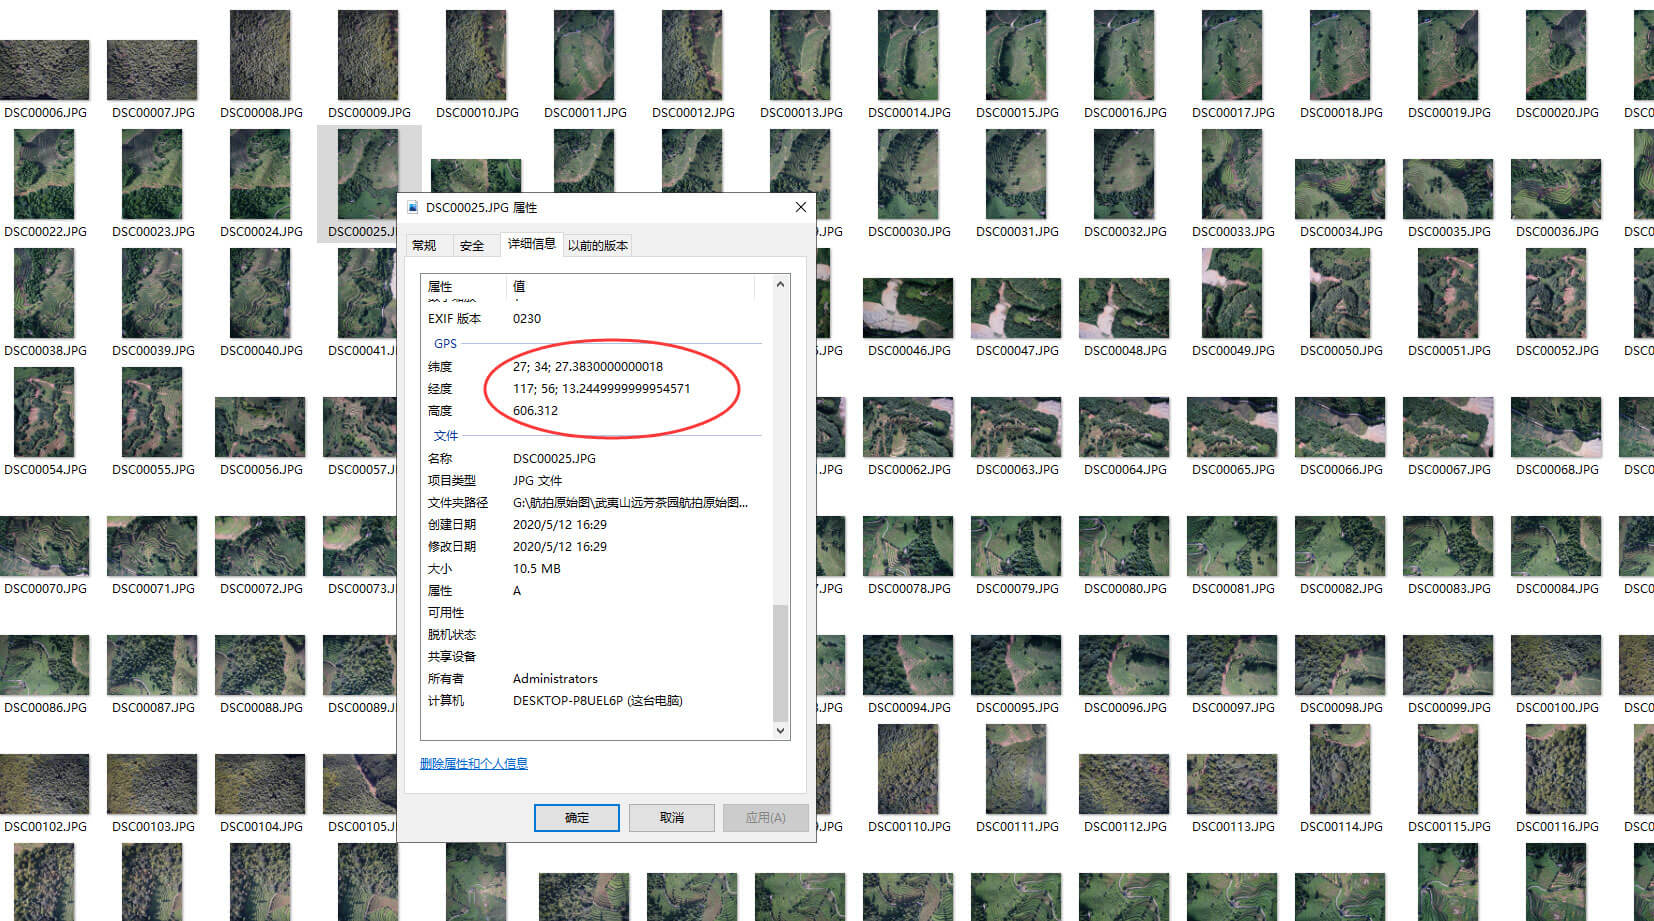 DSC00006.JPG DSC00007.JPG DSC00008.JPG DSC00009.JPG DSC00010.JPG DSC00011.JPG DSC00012.JPG DSC00013.JPG DSC00014.JPG DSC00015.JPG DSC00016.JPG DSC00017.JPG DSC00018.JPG DSC00019.JPG DSC00020.JPG DSC0
DSC00022.JPG DSC00023.JPG DSC00024.JPG DSC00025.J 9.JPG DSC00030.JPG DSC00031.JPG DSC00032.JPG DSC00033.JPG DSC00034.JPG DSC00035.JPG DSC00036.JPG DSC0
DSC00038.JPG DSC00039.JPG DSC00040.JPG DSC00041.J .JPG DSC00046.JPG DSC00047.JPG DSC00048.JPG DSC00049.JPG DSC00050.JPG DSC00051.JPG DSC00052.JPG DSC0
DSC00054.JPG DSC00055.JPG DSC00056.JPG DSC00057.J 1.JPG DSC00062.JPG DSC00063.JPG DSC00064.JPG DSC00065.JPG DSC00066.JPG DSC00067.JPG DSC00068.JPG DSC0
DSC00070.JPG DSC00071.JPG DSC00072.JPG DSC00073.J 7.JPG DSC00078.JPG DSC00079.JPG DSC00080.JPG DSC00081.JPG DSC00082.JPG DSC00083.JPG DSC00084.JPG DSC0
DSC00086.JPG DSC00087.JPG DSC00088.JPG DSC00089.J 3.JPG DSC00094.JPG DSC00095.JPG DSC00096.JPG DSC00097.JPG DSC00098.JPG DSC00099.JPG DSC00100.JPG DSC0
DSC00102.JPG DSC00103.JPG DSC00104.JPG DSC00105.J 9.JPG DSC00110.JPG DSC00111.JPG DSC00112.JPG DSC00113.JPG DSC00114.JPG DSC00115.JPG DSC00116.JPG DSC0
DSC00025.JPG 属性
常规 安全 详细信息 以前的版本
属性 值
EXIF 版本 0230
GPS
纬度 27; 34; 27.3830000000018
经度 117; 56; 13.2449999999954571
高度 606.312
文件
名称 DSC00025.JPG
项目类型 JPG 文件
文件夹路径 G:\航拍原始图\武夷山远芳茶园航拍原始图...
创建日期 2020/5/12 16:29
修改日期 2020/5/12 16:29
大小 10.5 MB
属性 A
可用性
脱机状态
共享设备
所有者 Administrators
计算机 DESKTOP-P8UEL6P (这台电脑)
删除属性和个人信息
确定 取消 应用(A)